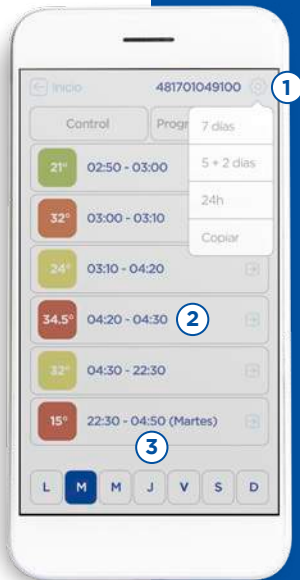 Inicio 481701049100 1
Control Progr
7 días
5 + 2 días
24h
Copiar
21° 02:50 - 03:00
32° 03:00 - 03:10
24° 03:10 - 04:20
34.5° 04:20 - 04:30 2
32° 04:30 - 22:30
15° 22:30 - 04:50 (Martes)
3
L M M J V S D